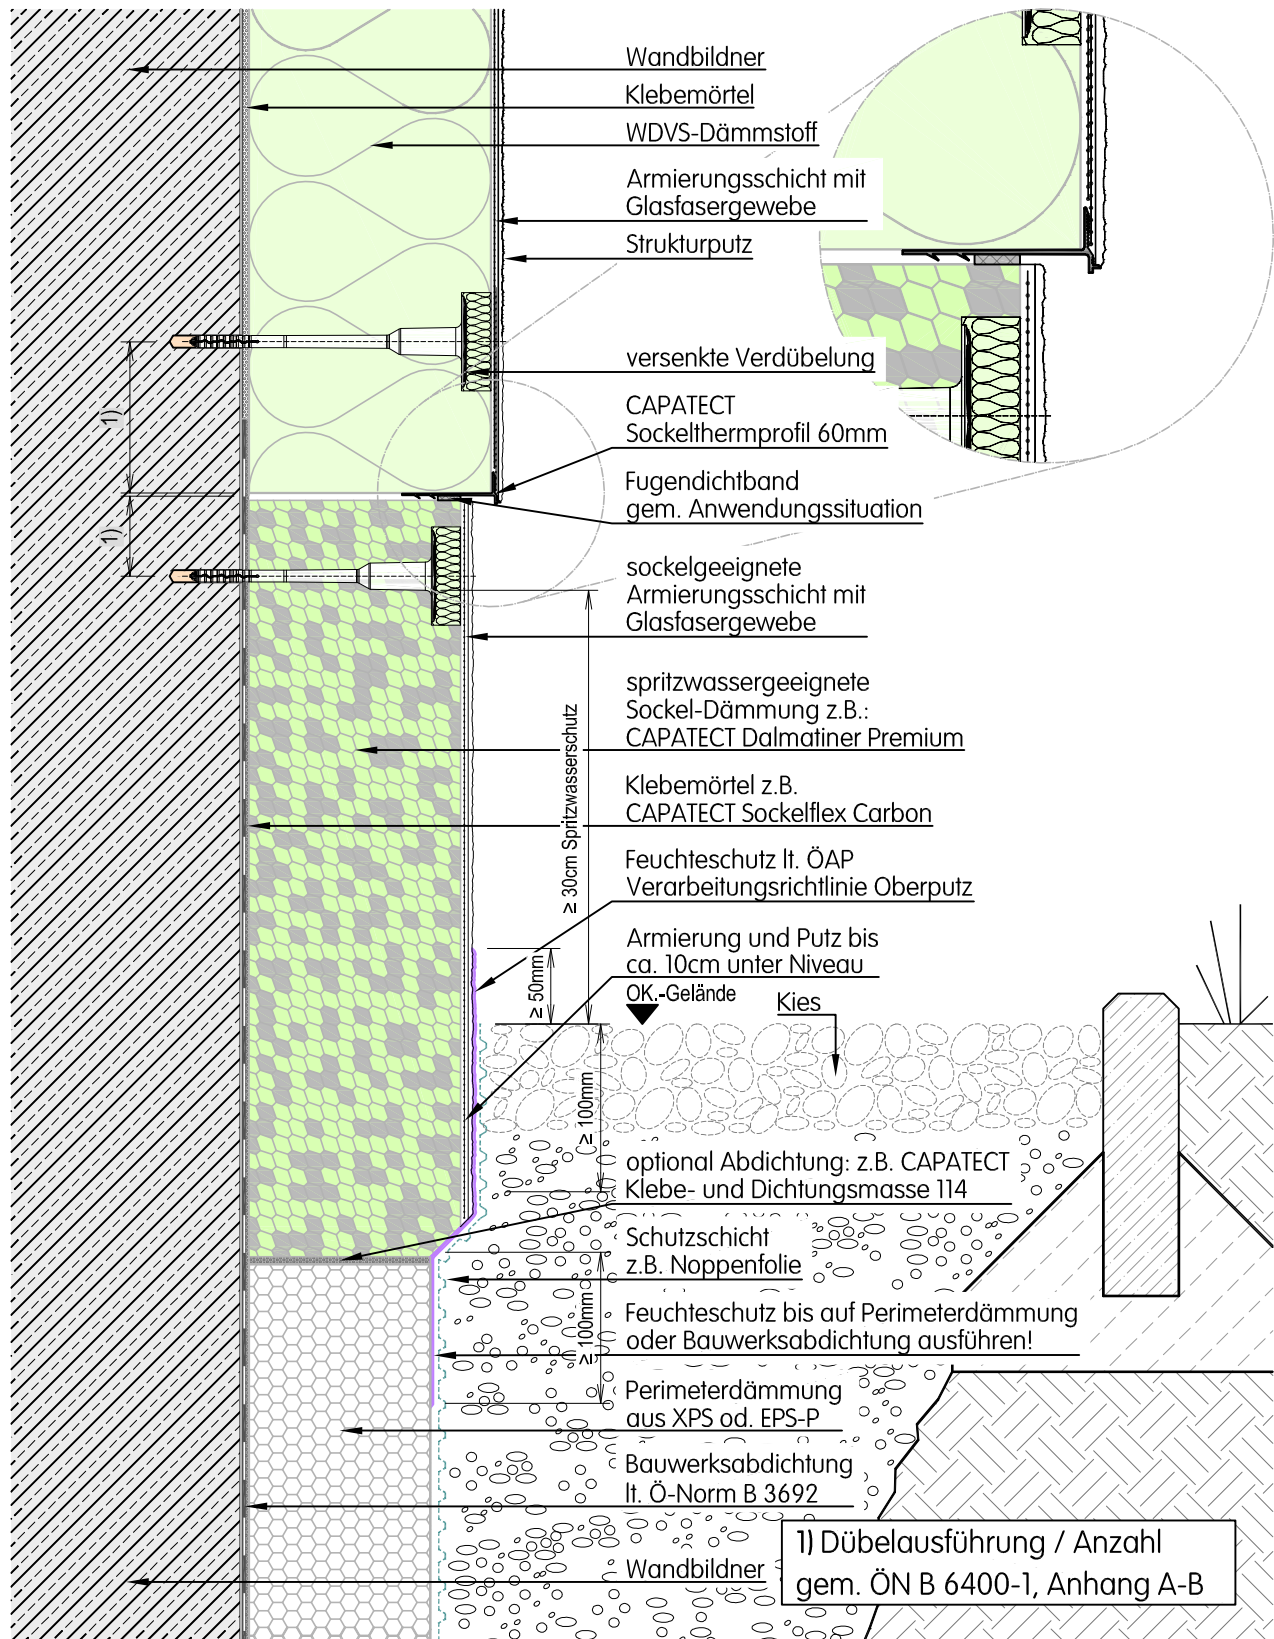 Wandbildner
Klebemörtel
WDVS-Dämmstoff
Armierungsschicht mit
Glasfasergewebe
Strukturputz
versenkte Verdübelung
CAPATECT
Sockelthermprofil 60mm
Fugendichtband
gem. Anwendungssituation
sockelgeeignete
Armierungsschicht mit
Glasfasergewebe
spritzwassergeeignete
Sockel-Dämmung z.B.:
CAPATECT Dalmatiner Premium
Klebemörtel z.B.
CAPATECT Sockelflex Carbon
Feuchteschutz lt. ÖAP
Verarbeitungsrichtlinie Oberputz
Armierung und Putz bis
ca. 10cm unter Niveau
OK.-Gelände
Kies
optional Abdichtung: z.B. CAPATECT
Klebe- und Dichtungsmasse 114
Schutzschicht
z.B. Noppenfolie
Feuchteschutz bis auf Perimeterdämmung
oder Bauwerksabdichtung ausführen!
Perimeterdämmung
aus XPS od. EPS-P
Bauwerksabdichtung
lt. Ö-Norm B 3692
Wandbildner
1)
1)
≥ 30cm Spritzwasserschutz
≥ 50mm
≥ 100mm
≥ 100mm
1) Dübelausführung / Anzahl
gem. ÖN B 6400-1, Anhang A-B